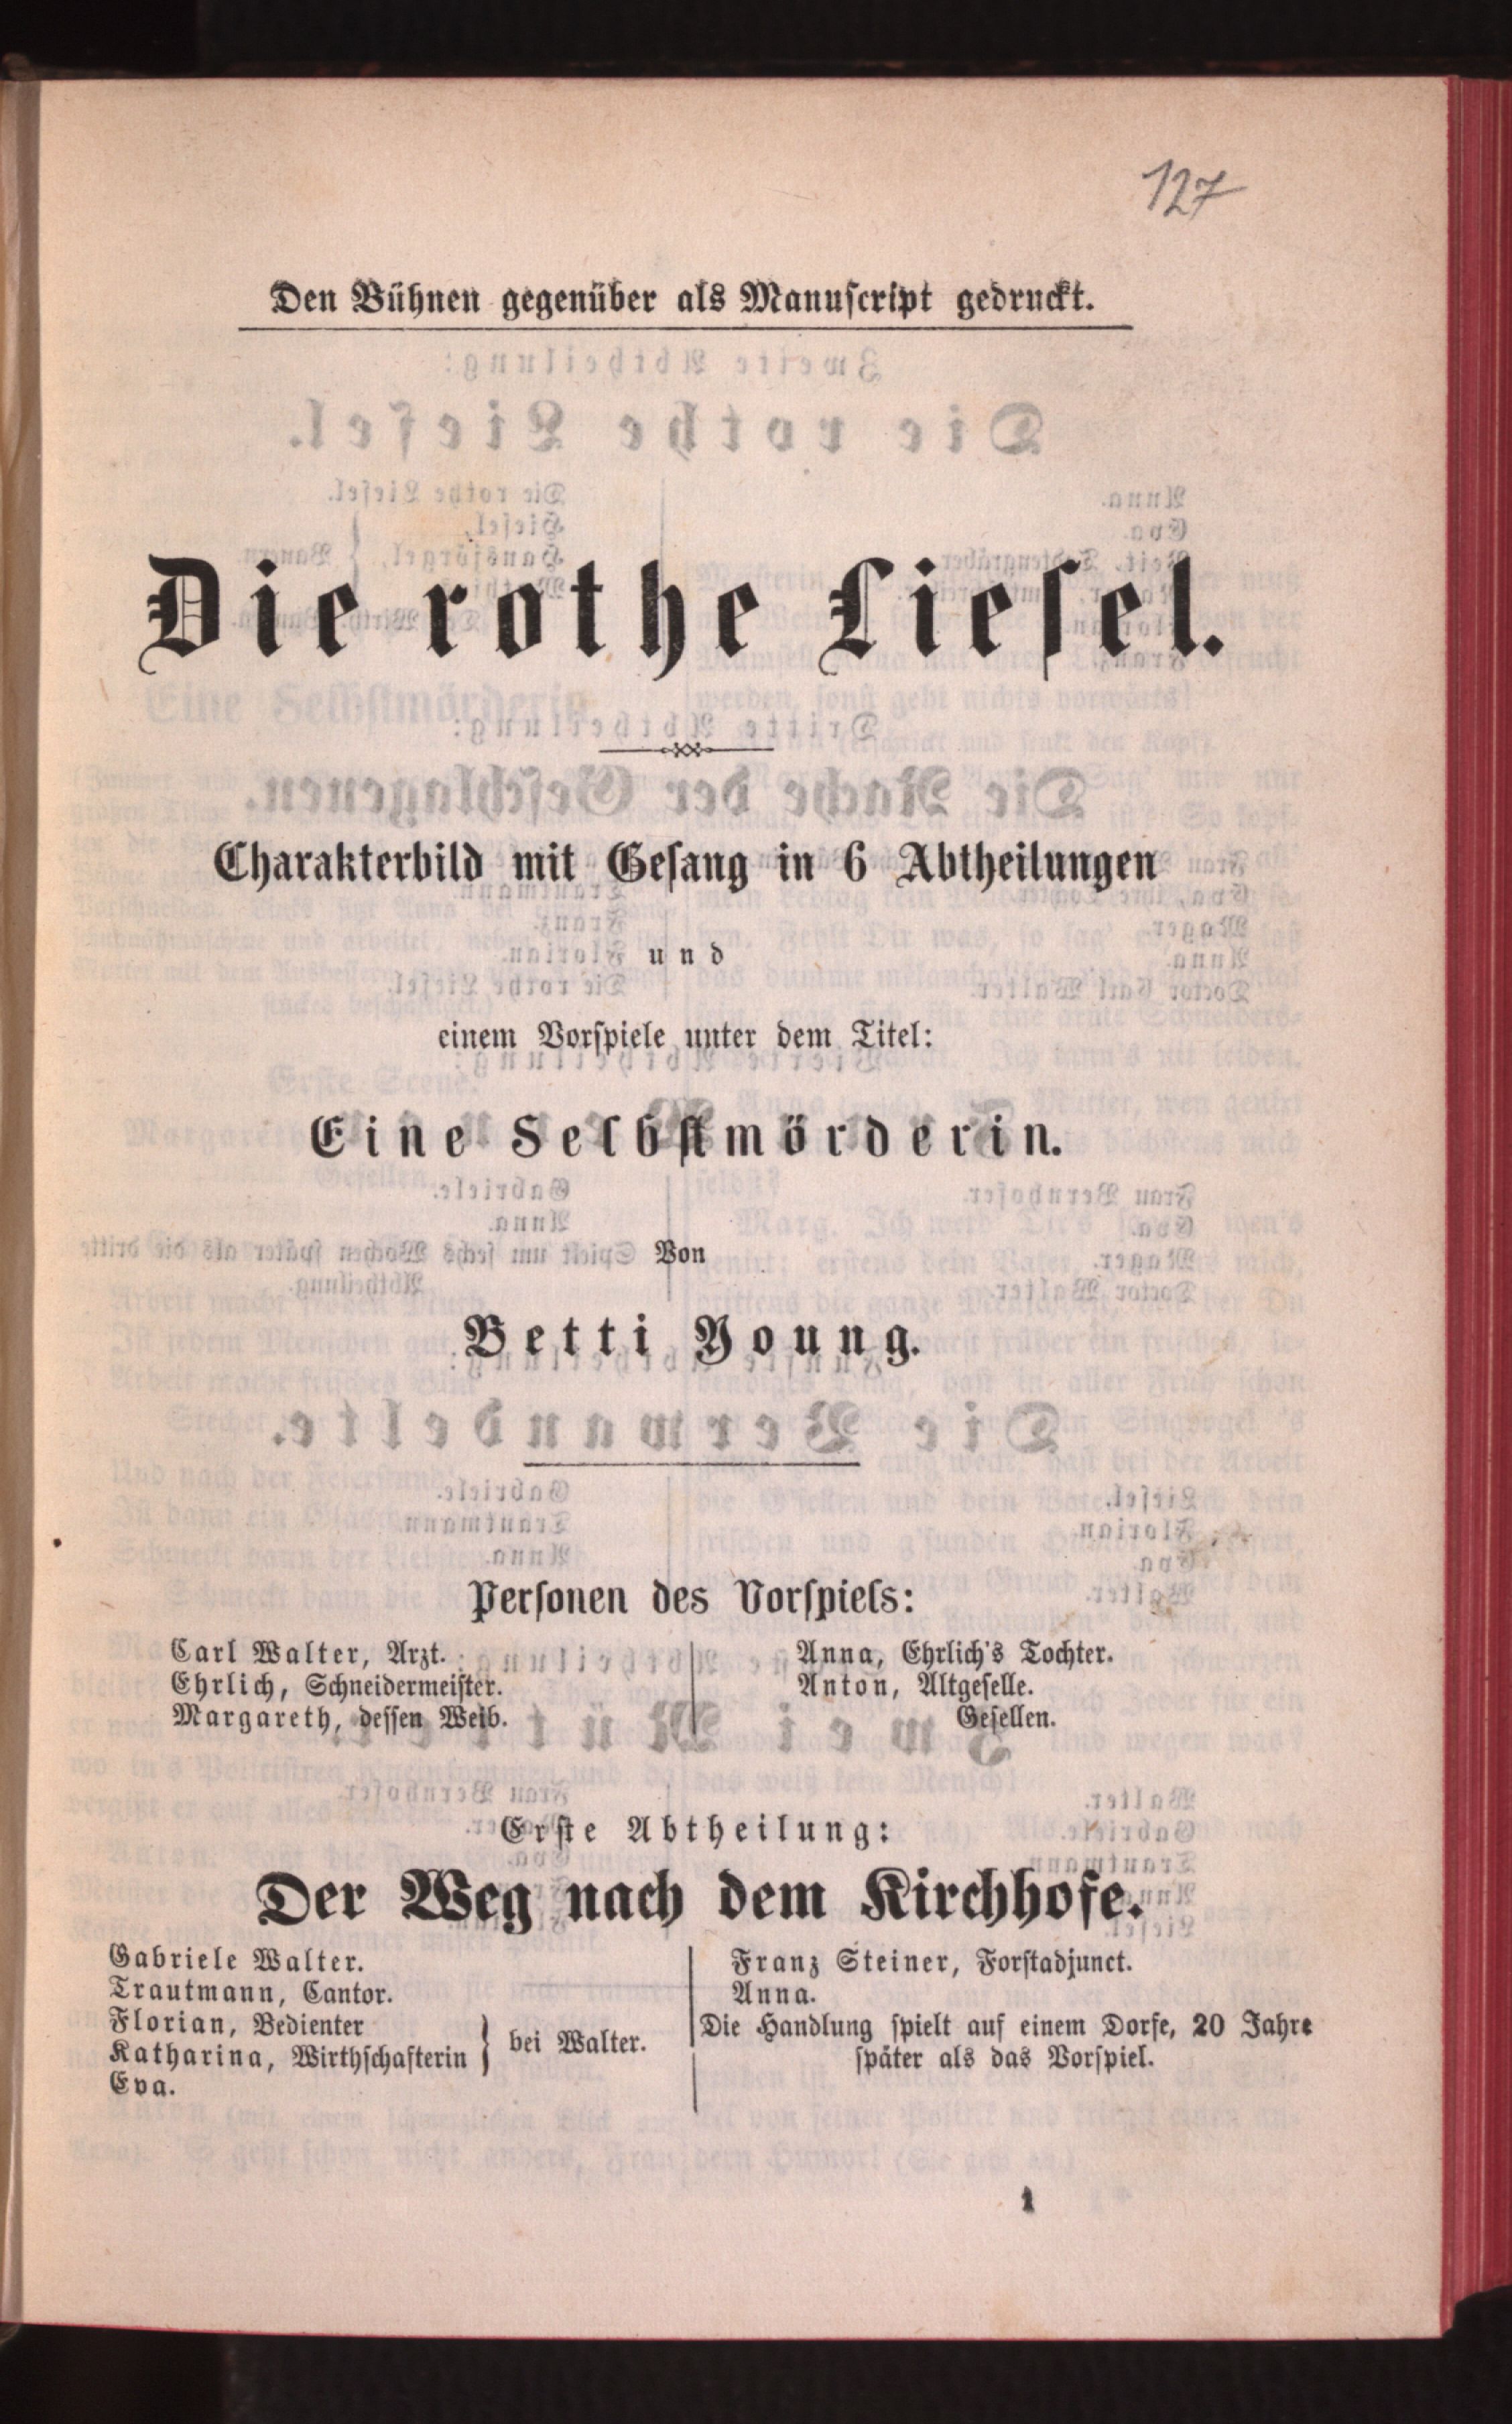 127
Den Bühnen gegenüber als Manuſcript gedruckt.
Die rothe Lieſel.
Charakterbild mit Geſang in 6 Abtheilungen
und
einem Vorſpiele unter dem Titel:
Eine Selbſtmörderin.
Von
Betti Young.
Perſonen des Vorſpiels:
Carl Walter, Arzt.
Ehrlich, Schneidermeiſter.
Margareth, deſſen Weib.
Anna, Ehrlich's Tochter.
Anton, Altgeſelle.
Geſellen.
Erſte Abtheilung:
Der Weg nach dem Kirchhofe.
Gabriele Walter.
Trautmann, Cantor.
Florian, Bedienter
Katharina, Wirthſchafterin } bei Walter.
Eva.
Franz Steiner, Forſtadjunct.
Anna.
Die Handlung ſpielt auf einem Dorfe, 20 Jahre
ſpäter als das Vorſpiel.
1